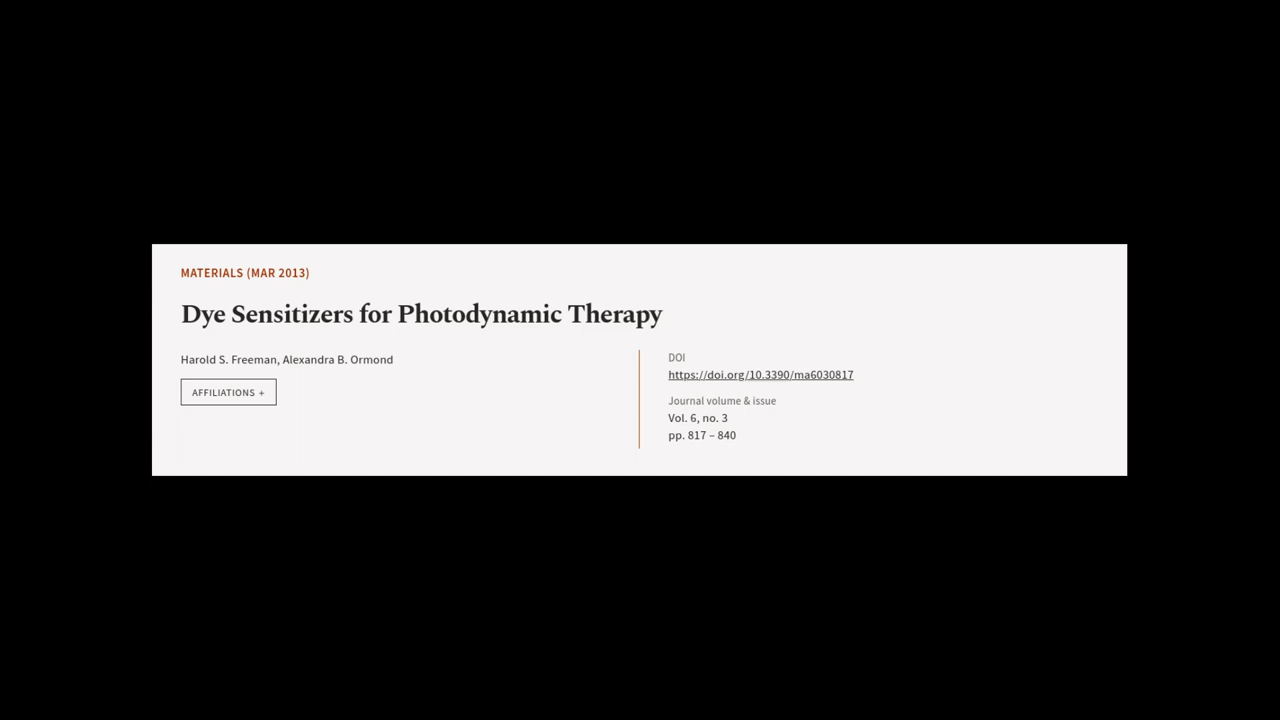 MATERIALS (MAR 2013)
Dye Sensitizers for Photodynamic Therapy
Harold S. Freeman, Alexandra B. Ormond
AFFILIATIONS +
DOI
https://doi.org/10.3390/ma6030817
Journal volume & issue
Vol. 6, no. 3
pp. 817 – 840